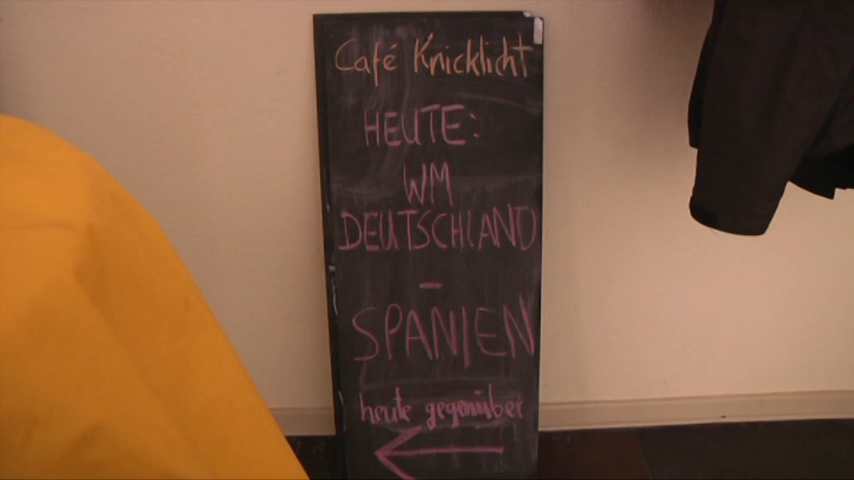 Café Knicklicht
HEUTE:
WM
DEUTSCHLAND
-
SPANIEN
heute gegenüber